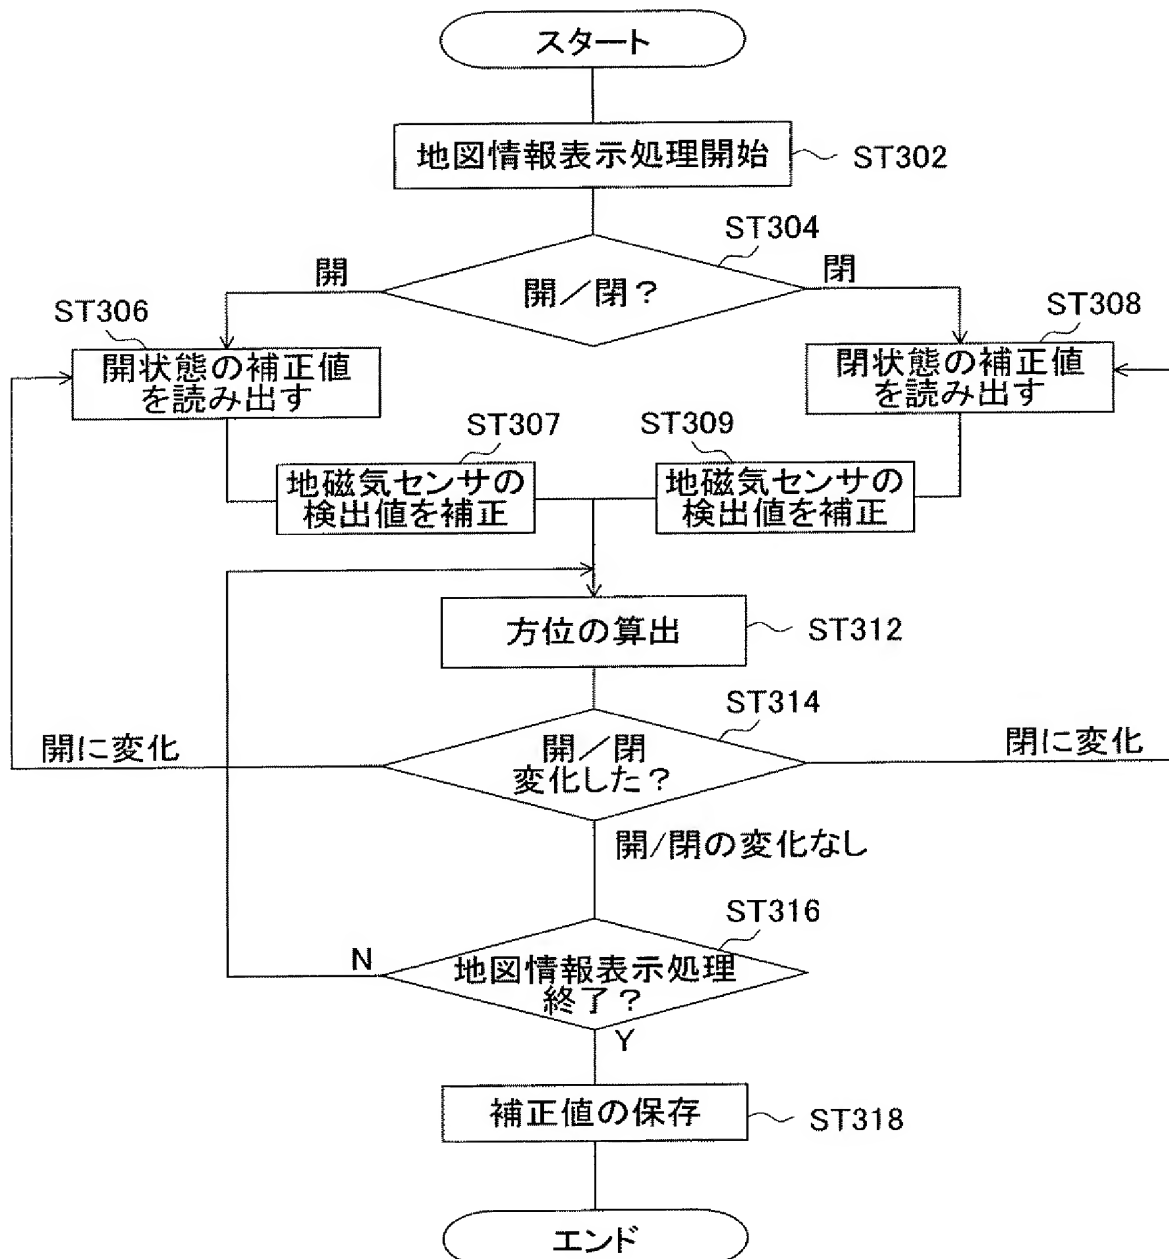 スタート
地図情報表示処理開始
ST302
ST304
開
開／閉？
閉
ST306
開状態の補正値
を読み出す
ST308
閉状態の補正値
を読み出す
ST307
地磁気センサの
検出値を補正
ST309
地磁気センサの
検出値を補正
方位の算出
ST312
ST314
開に変化
開／閉
変化した？
閉に変化
開/閉の変化なし
ST316
N
地図情報表示処理
終了？
Y
補正値の保存
ST318
エンド